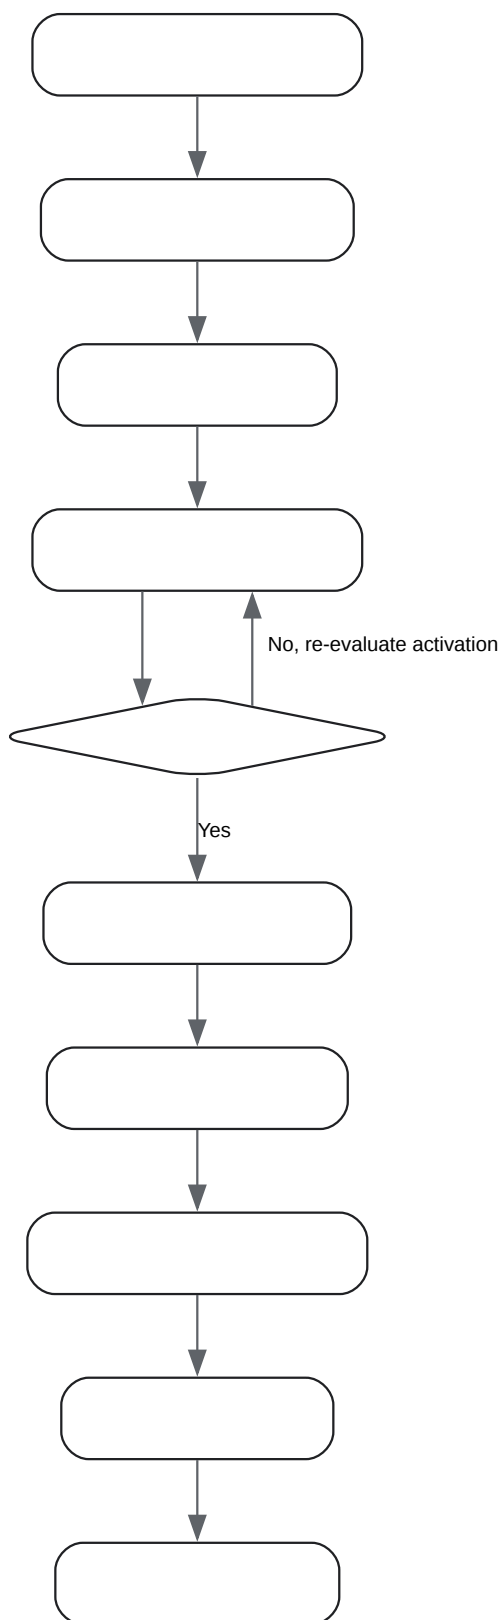 No, re-evaluate activation
Yes